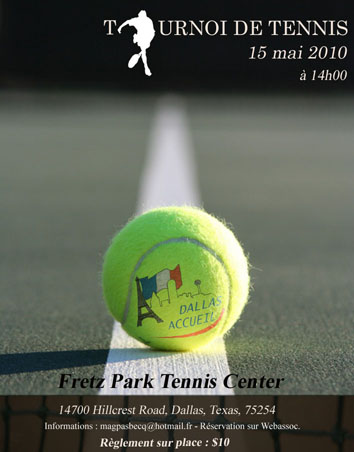 T URNOI DE TENNIS
15 mai 2010
à 14h00
DALLAS
ACCUEIL
Fretz Park Tennis Center
14700 Hillcrest Road, Dallas, Texas, 75254
Informations : magpasbecq@hotmail.fr - Réservation sur Webassoc.
Règlement sur place : $10